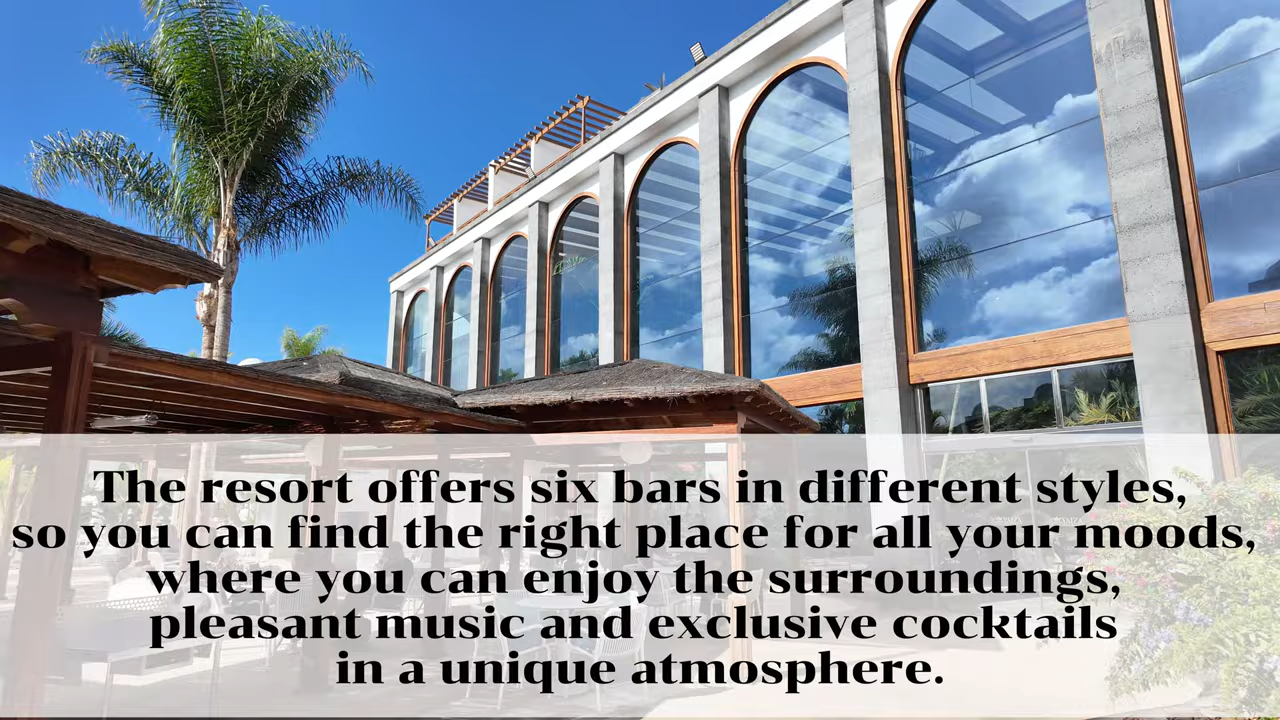 The resort offers six bars in different styles,
so you can find the right place for all your moods,
where you can enjoy the surroundings,
pleasant music and exclusive cocktails
in a unique atmosphere.